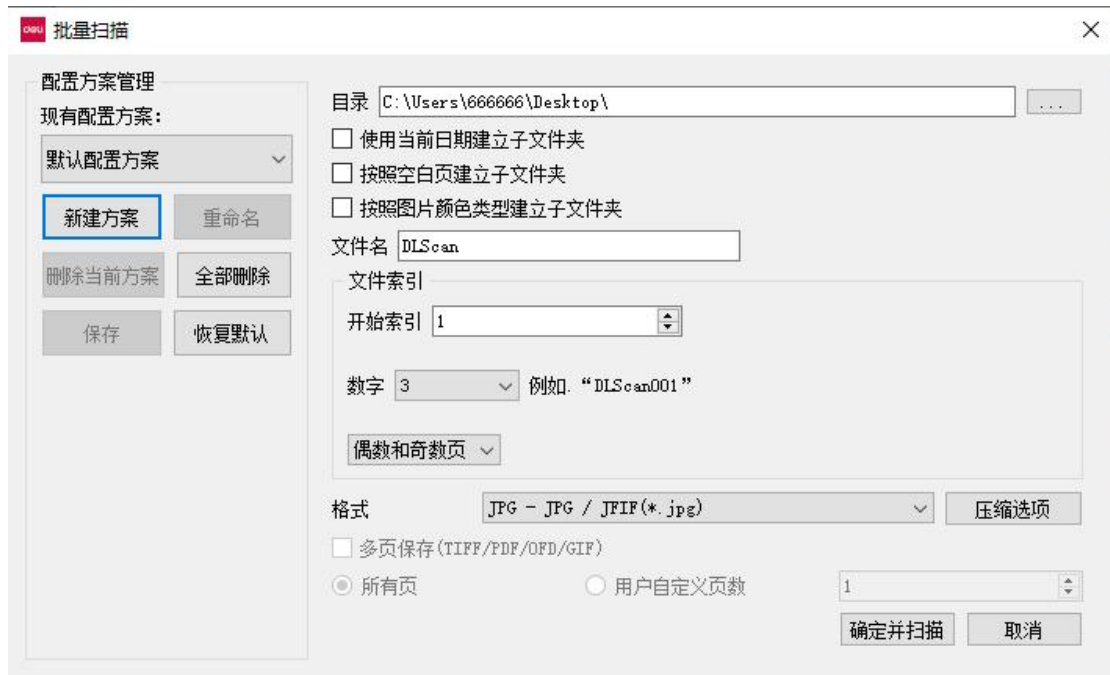 deli 批量扫描
配置方案管理
现有配置方案：
默认配置方案
新建方案 重命名
删除当前方案 全部删除
保存 恢复默认
目录 C:\Users\666666\Desktop\ ...
使用当前日期建立子文件夹
按照空白页建立子文件夹
按照图片颜色类型建立子文件夹
文件名 DLScan
文件索引
开始索引 1
数字 3 例如. “DLScan001”
偶数和奇数页
格式 JPG - JPG / JFIF(*.jpg) 压缩选项
多页保存(TIFF/PDF/OFD/GIF)
所有页 用户自定义页数 1
确定并扫描 取消